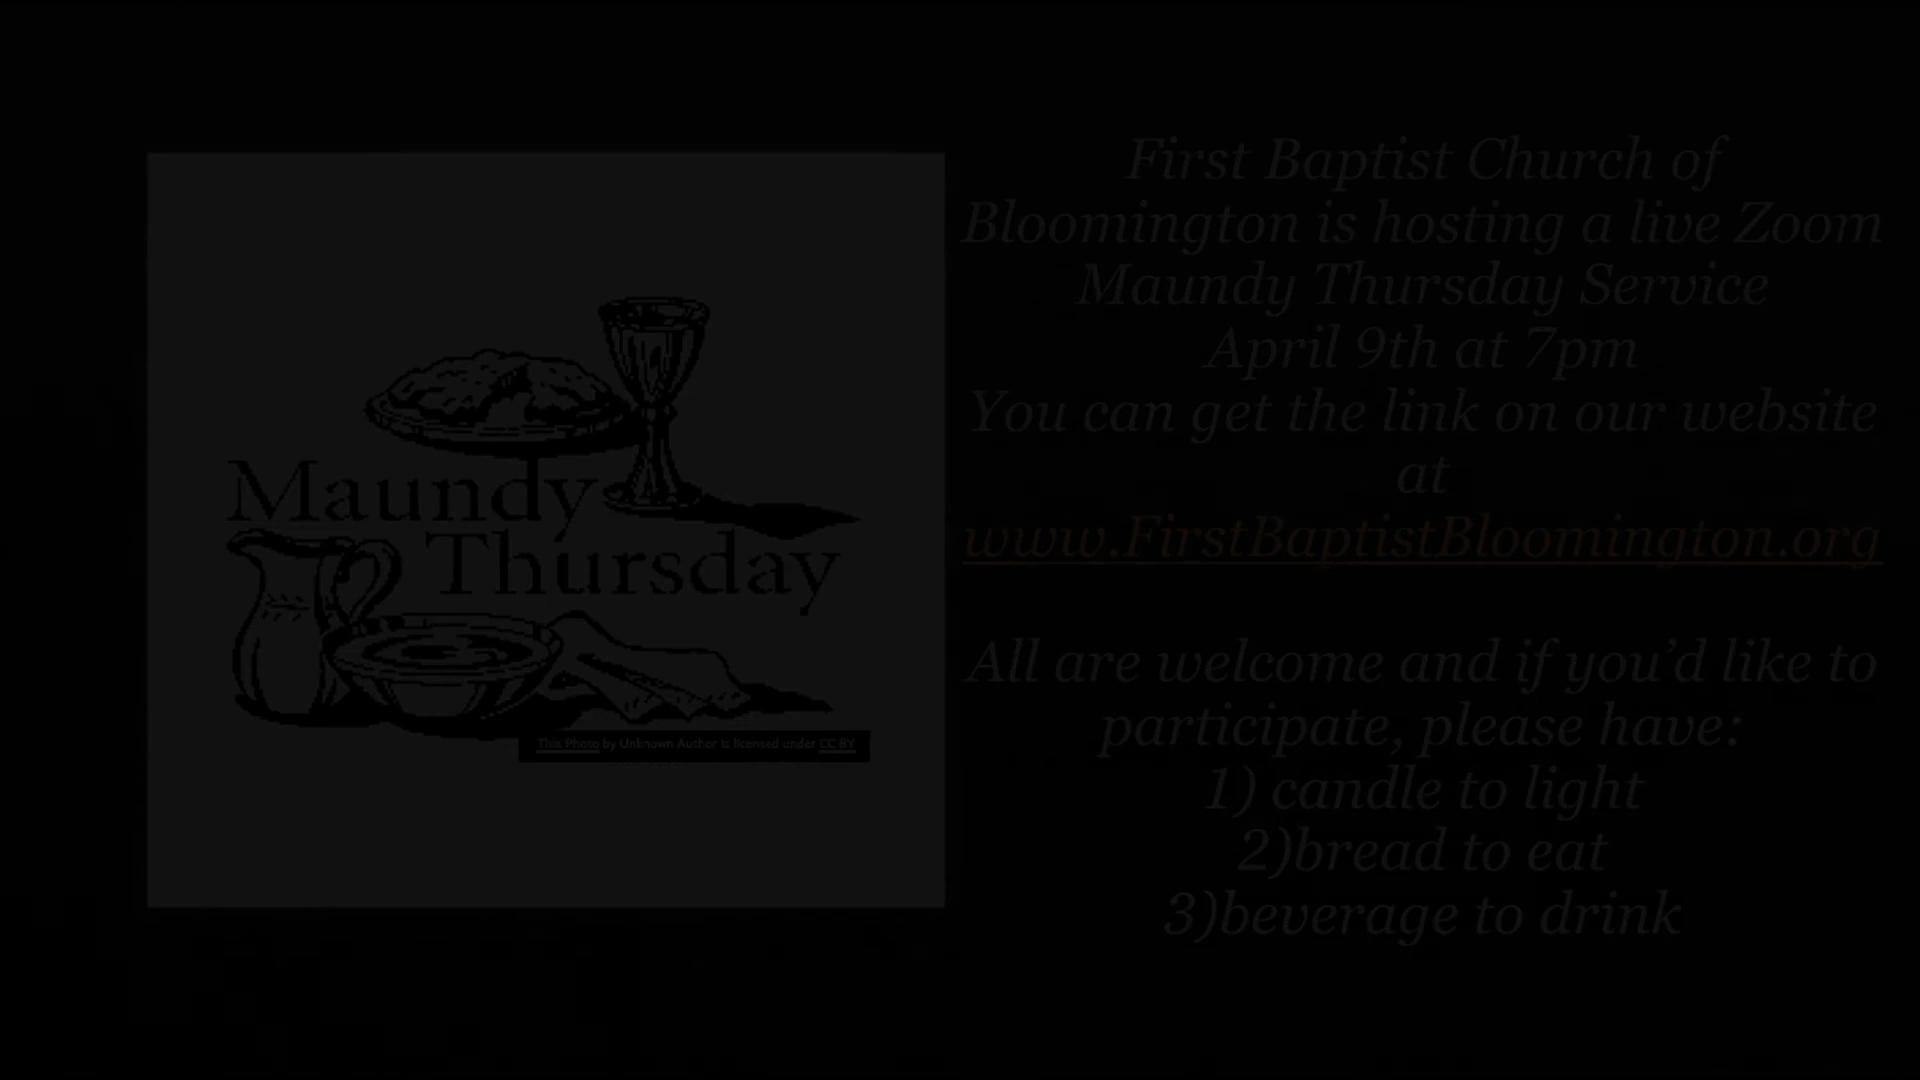 Maundy
Thursday
This Photo by Unknown Author is licensed under CC BY
First Baptist Church of
Bloomington is hosting a live Zoom
Maundy Thursday Service
April 9th at 7pm
You can get the link on our website
at
www.FirstBaptistBloomington.org
All are welcome and if you’d like to
participate, please have:
1) candle to light
2)bread to eat
3)beverage to drink